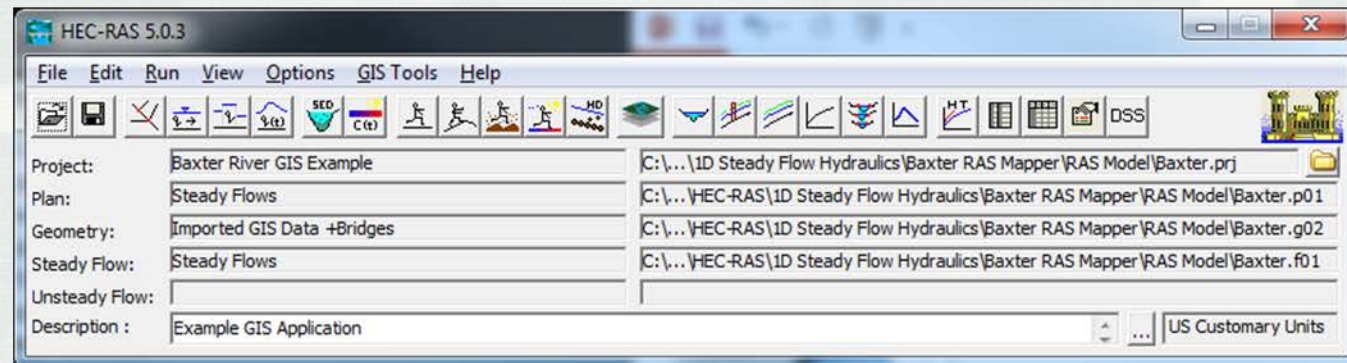 HEC-RAS 5.0.3
File Edit Run View Options GIS Tools Help
SED C(t) HD HT DSS
Project: Baxter River GIS Example C:\...\1D Steady Flow Hydraulics\Baxter RAS Mapper\RAS Model\Baxter.prj
Plan: Steady Flows C:\...\HEC-RAS\1D Steady Flow Hydraulics\Baxter RAS Mapper\RAS Model\Baxter.p01
Geometry: Imported GIS Data +Bridges C:\...\HEC-RAS\1D Steady Flow Hydraulics\Baxter RAS Mapper\RAS Model\Baxter.g02
Steady Flow: Steady Flows C:\...\HEC-RAS\1D Steady Flow Hydraulics\Baxter RAS Mapper\RAS Model\Baxter.f01
Unsteady Flow:
Description : Example GIS Application ... US Customary Units